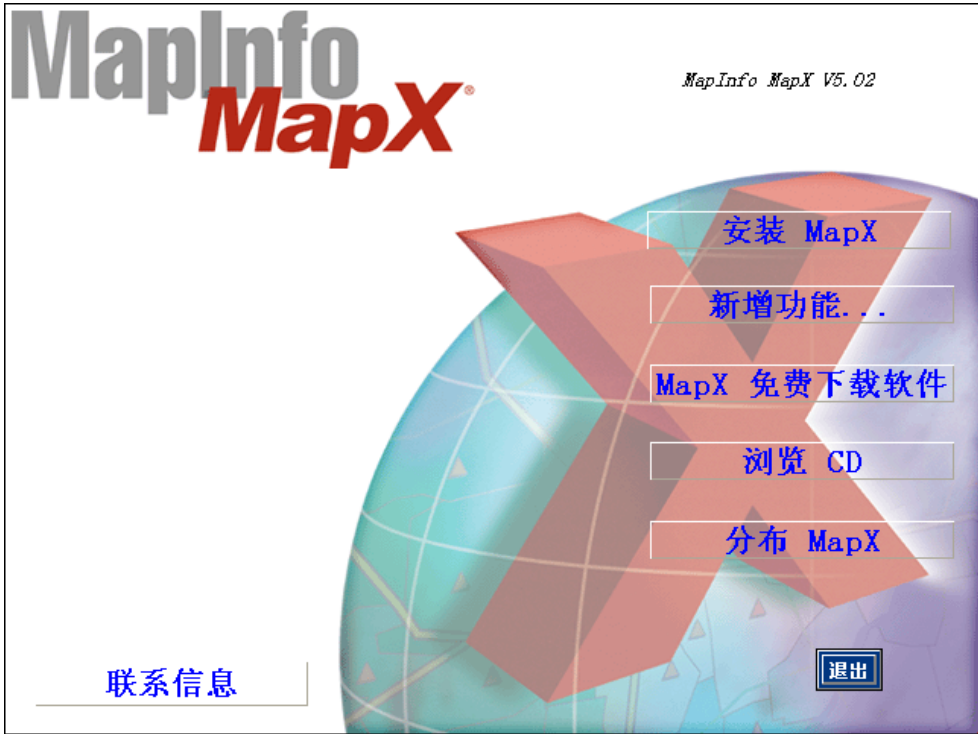 MapInfo
MapX®
MapInfo MapX V5.02
安装 MapX
新增功能...
MapX 免费下载软件
浏览 CD
分布 MapX
联系信息
退出